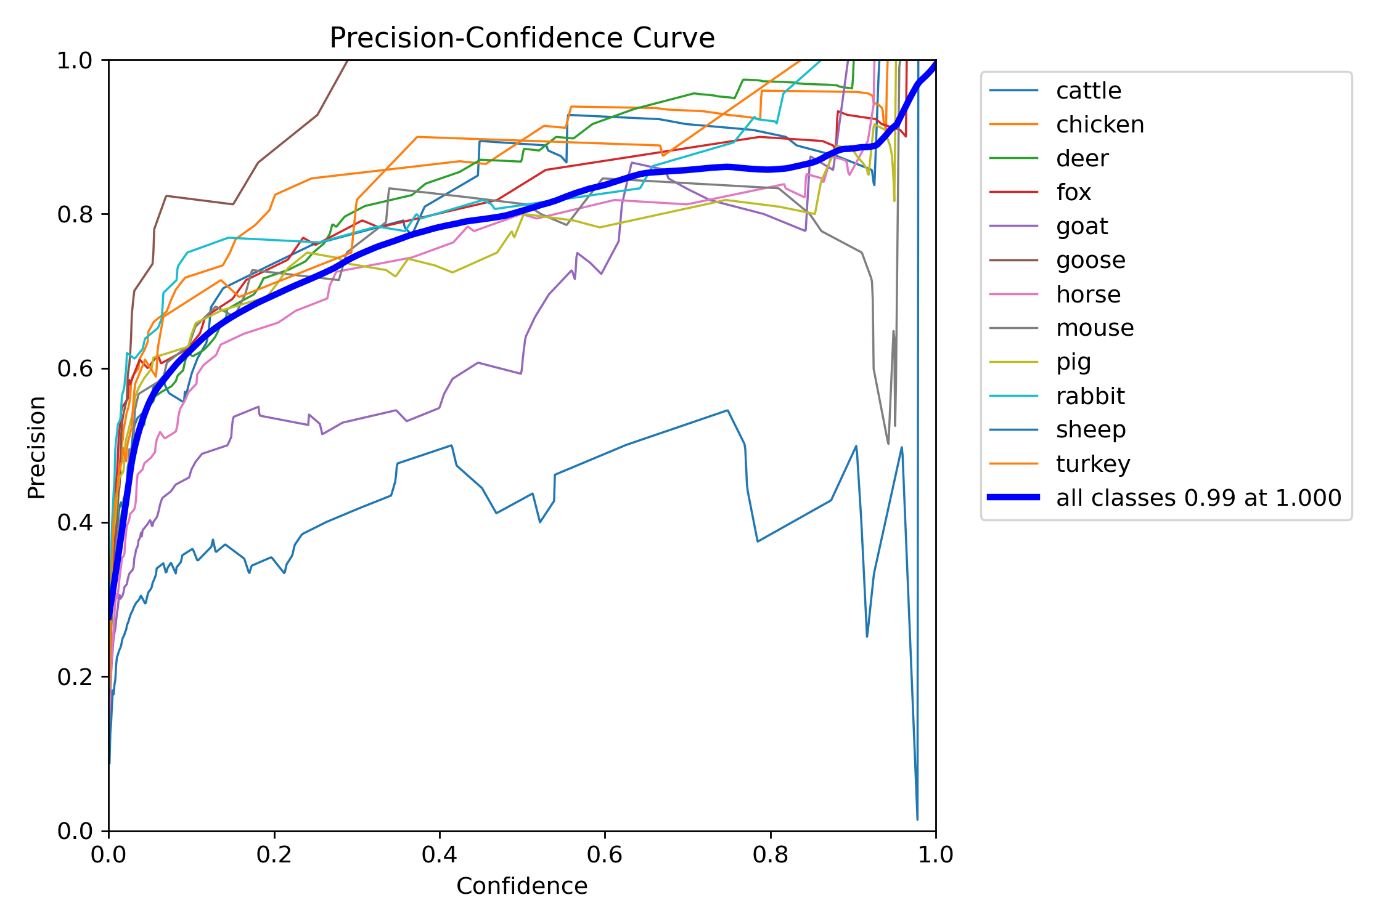 Precision-Confidence Curve
1.0
0.8
0.6
0.4
0.2
0.0
Precision
0.0 0.2 0.4 0.6 0.8 1.0
Confidence
cattle
chicken
deer
fox
goat
goose
horse
mouse
pig
rabbit
sheep
turkey
all classes 0.99 at 1.000